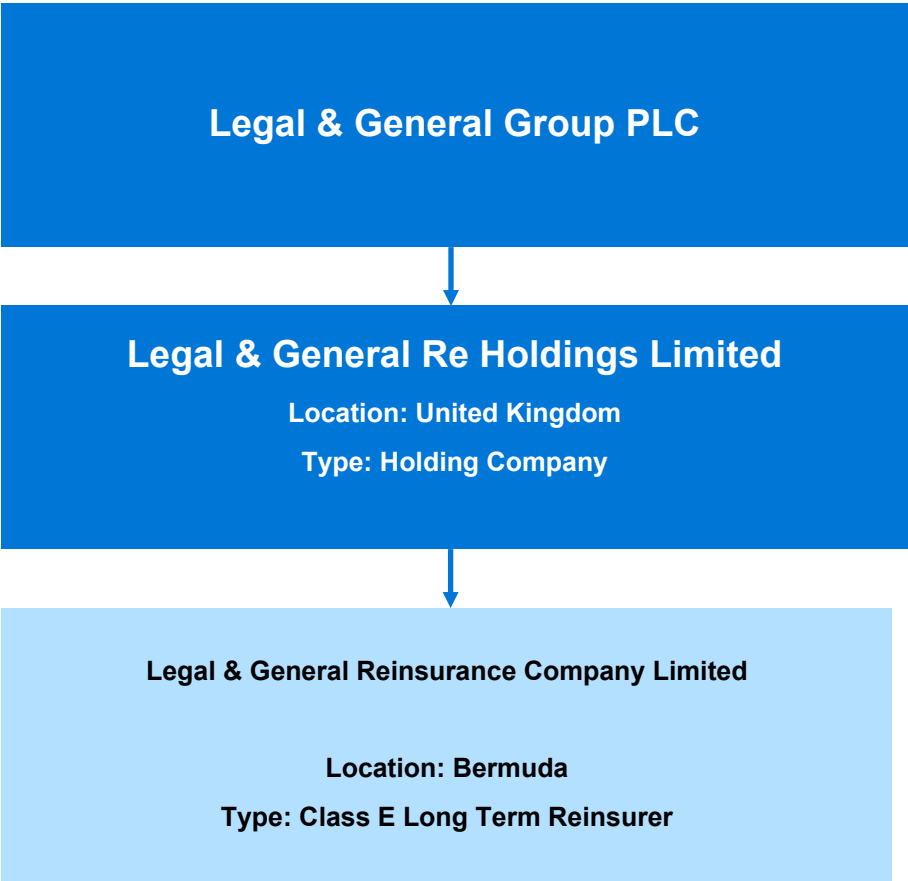 Legal & General Group PLC
Legal & General Re Holdings Limited
Location: United Kingdom
Type: Holding Company
Legal & General Reinsurance Company Limited
Location: Bermuda
Type: Class E Long Term Reinsurer